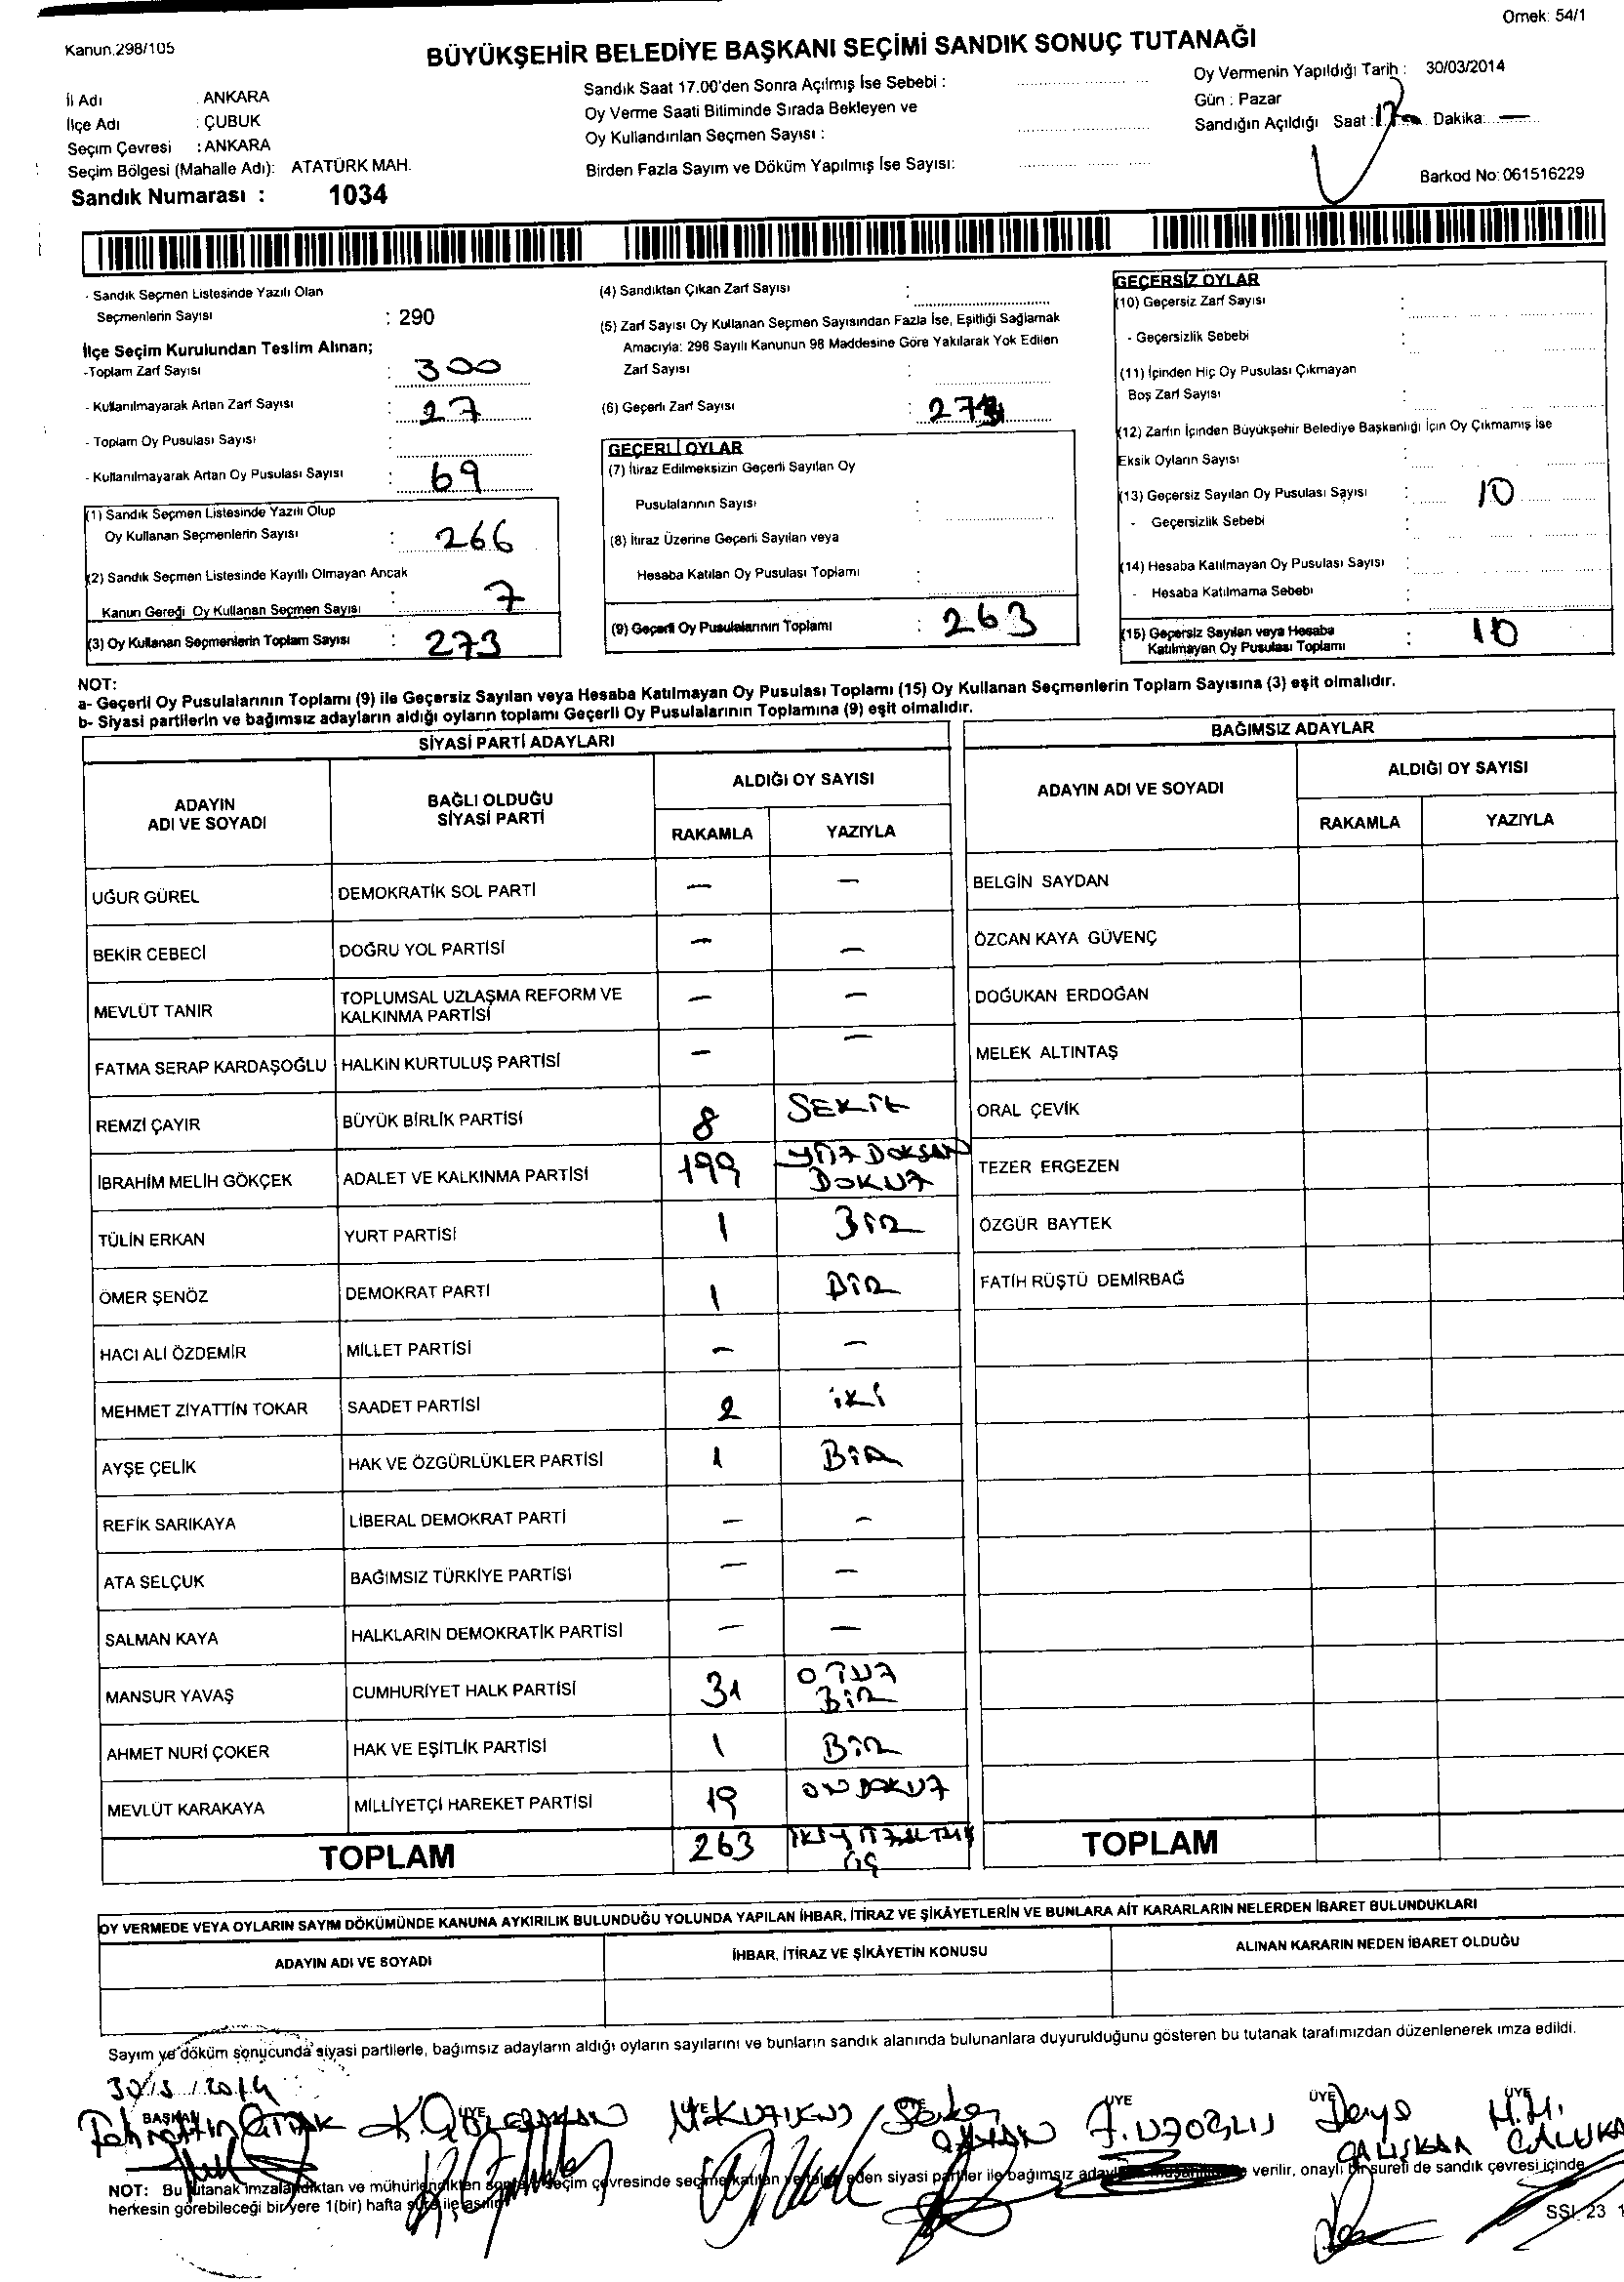 Örnek: 54/1
Kanun.298/105
BÜYÜKŞEHİR BELEDİYE BAŞKANI SEÇİMİ SANDIK SONUÇ TUTANAĞI
İl Adı : ANKARA
İlçe Adı : ÇUBUK
Seçim Çevresi : ANKARA
Seçim Bölgesi (Mahalle Adı): ATATÜRK MAH.
Sandık Numarası : 1034
Sandık Saat 17.00'den Sonra Açılmış İse Sebebi :
Oy Verme Saati Bitiminde Sırada Bekleyen ve
Oy Kullandırılan Seçmen Sayısı :
Birden Fazla Sayım ve Döküm Yapılmış İse Sayısı:
Oy Vermenin Yapıldığı Tarih : 30/03/2014
Gün : Pazar
Sandığın Açıldığı Saat : Dakika: —
Barkod No: 061516229
- Sandık Seçmen Listesinde Yazılı Olan
Seçmenlerin Sayısı : 290
İlçe Seçim Kurulundan Teslim Alınan;
-Toplam Zarf Sayısı : 300
- Kullanılmayarak Artan Zarf Sayısı : 27
- Toplam Oy Pusulası Sayısı :
- Kullanılmayarak Artan Oy Pusulası Sayısı : 69
(1) Sandık Seçmen Listesinde Yazılı Olup
Oy Kullanan Seçmenlerin Sayısı : 266
(2) Sandık Seçmen Listesinde Kayıtlı Olmayan Ancak
Kanun Gereği Oy Kullanan Seçmen Sayısı : 7
(3) Oy Kullanan Seçmenlerin Toplam Sayısı : 273
(4) Sandıktan Çıkan Zarf Sayısı :
(5) Zarf Sayısı Oy Kullanan Seçmen Sayısından Fazla İse, Eşitliği Sağlamak
Amacıyla: 298 Sayılı Kanunun 98 Maddesine Göre Yakılarak Yok Edilen
Zarf Sayısı :
(6) Geçerli Zarf Sayısı : 273
GEÇERLİ OYLAR
(7) İtiraz Edilmeksizin Geçerli Sayılan Oy
Pusulalarının Sayısı :
(8) İtiraz Üzerine Geçerli Sayılan veya
Hesaba Katılan Oy Pusulası Toplamı :
(9) Geçerli Oy Pusulalarının Toplamı : 263
GEÇERSİZ OYLAR
(10) Geçersiz Zarf Sayısı :
- Geçersizlik Sebebi :
(11) İçinden Hiç Oy Pusulası Çıkmayan
Boş Zarf Sayısı :
(12) Zarfın İçinden Büyükşehir Belediye Başkanlığı İçin Oy Çıkmamış ise
Eksik Oyların Sayısı :
(13) Geçersiz Sayılan Oy Pusulası Sayısı : 10
- Geçersizlik Sebebi :
(14) Hesaba Katılmayan Oy Pusulası Sayısı :
- Hesaba Katılmama Sebebi :
(15) Geçersiz Sayılan veya Hesaba
Katılmayan Oy Pusulası Toplamı : 10
NOT:
a- Geçerli Oy Pusulalarının Toplamı (9) ile Geçersiz Sayılan veya Hesaba Katılmayan Oy Pusulası Toplamı (15) Oy Kullanan Seçmenlerin Toplam Sayısına (3) eşit olmalıdır.
b- Siyasi partilerin ve bağımsız adayların aldığı oyların toplamı Geçerli Oy Pusulalarının Toplamına (9) eşit olmalıdır.
SİYASİ PARTİ ADAYLARI
ADAYIN ADI VE SOYADI BAĞLI OLDUĞU SİYASİ PARTİ ALDIĞI OY SAYISI
RAKAMLA YAZIYLA
UĞUR GÜREL DEMOKRATİK SOL PARTİ — —
BEKİR CEBECİ DOĞRU YOL PARTİSİ — —
MEVLÜT TANIR TOPLUMSAL UZLAŞMA REFORM VE KALKINMA PARTİSİ — —
FATMA SERAP KARDAŞOĞLU HALKIN KURTULUŞ PARTİSİ — —
REMZİ ÇAYIR BÜYÜK BİRLİK PARTİSİ 8 SEKİZ
İBRAHİM MELİH GÖKÇEK ADALET VE KALKINMA PARTİSİ 199 YÜZ DOKSAN DOKUZ
TÜLİN ERKAN YURT PARTİSİ 1 BİR
ÖMER ŞENÖZ DEMOKRAT PARTİ 1 BİR
HACI ALİ ÖZDEMİR MİLLET PARTİSİ — —
MEHMET ZİYATTİN TOKAR SAADET PARTİSİ 2 İKİ
AYŞE ÇELİK HAK VE ÖZGÜRLÜKLER PARTİSİ 1 BİR
REFİK SARIKAYA LİBERAL DEMOKRAT PARTİ — —
ATA SELÇUK BAĞIMSIZ TÜRKİYE PARTİSİ — —
SALMAN KAYA HALKLARIN DEMOKRATİK PARTİSİ — —
MANSUR YAVAŞ CUMHURİYET HALK PARTİSİ 31 OTUZ BİR
AHMET NURİ ÇOKER HAK VE EŞİTLİK PARTİSİ 1 BİR
MEVLÜT KARAKAYA MİLLİYETÇİ HAREKET PARTİSİ 19 ON DOKUZ
TOPLAM 263 İKİYÜZALTMIŞ ÜÇ
BAĞIMSIZ ADAYLAR
ADAYIN ADI VE SOYADI ALDIĞI OY SAYISI
RAKAMLA YAZIYLA
BELGİN SAYDAN
ÖZCAN KAYA GÜVENÇ
DOĞUKAN ERDOĞAN
MELEK ALTINTAŞ
ORAL ÇEVİK
TEZER ERGEZEN
ÖZGÜR BAYTEK
FATİH RÜŞTÜ DEMİRBAĞ
TOPLAM
OY VERMEDE VEYA OYLARIN SAYIM DÖKÜMÜNDE KANUNA AYKIRILIK BULUNDUĞU YOLUNDA YAPILAN İHBAR, İTİRAZ VE ŞİKÂYETLERİN VE BUNLARA AİT KARARLARIN NELERDEN İBARET BULUNDUKLARI
ADAYIN ADI VE SOYADI İHBAR, İTİRAZ VE ŞİKÂYETİN KONUSU ALINAN KARARIN NEDEN İBARET OLDUĞU
Sayım ve döküm sonucunda siyasi partilerle, bağımsız adayların aldığı oyların sayılarını ve bunların sandık alanında bulunanlara duyurulduğunu gösteren bu tutanak tarafımızdan düzenlenerek imza edildi.
30/3/2014
BAŞKAN ÜYE ÜYE ÜYE ÜYE ÜYE
Derya ÇALIŞKAN H.H.
NOT: Bu tutanak imzalandıktan ve mühürlendikten sonra seçim çevresinde seçime katılan ve talep eden siyasi partiler ile bağımsız verilir, onaylı bir sureti de sandık çevresi içinde
herkesin görebileceği bir yere 1(bir) hafta süre ile asılır.
SSI 23